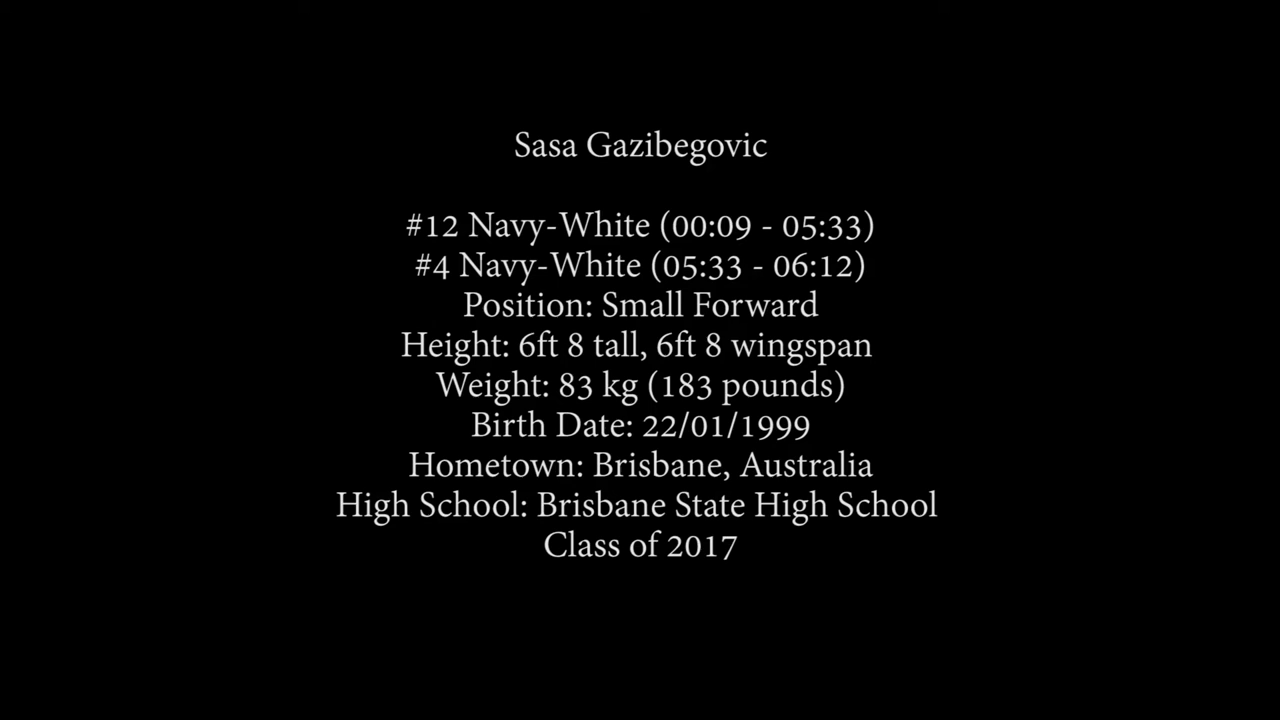 Sasa Gazibegovic
#12 Navy-White (00:09 - 05:33)
#4 Navy-White (05:33 - 06:12)
Position: Small Forward
Height: 6ft 8 tall, 6ft 8 wingspan
Weight: 83 kg (183 pounds)
Birth Date: 22/01/1999
Hometown: Brisbane, Australia
High School: Brisbane State High School
Class of 2017